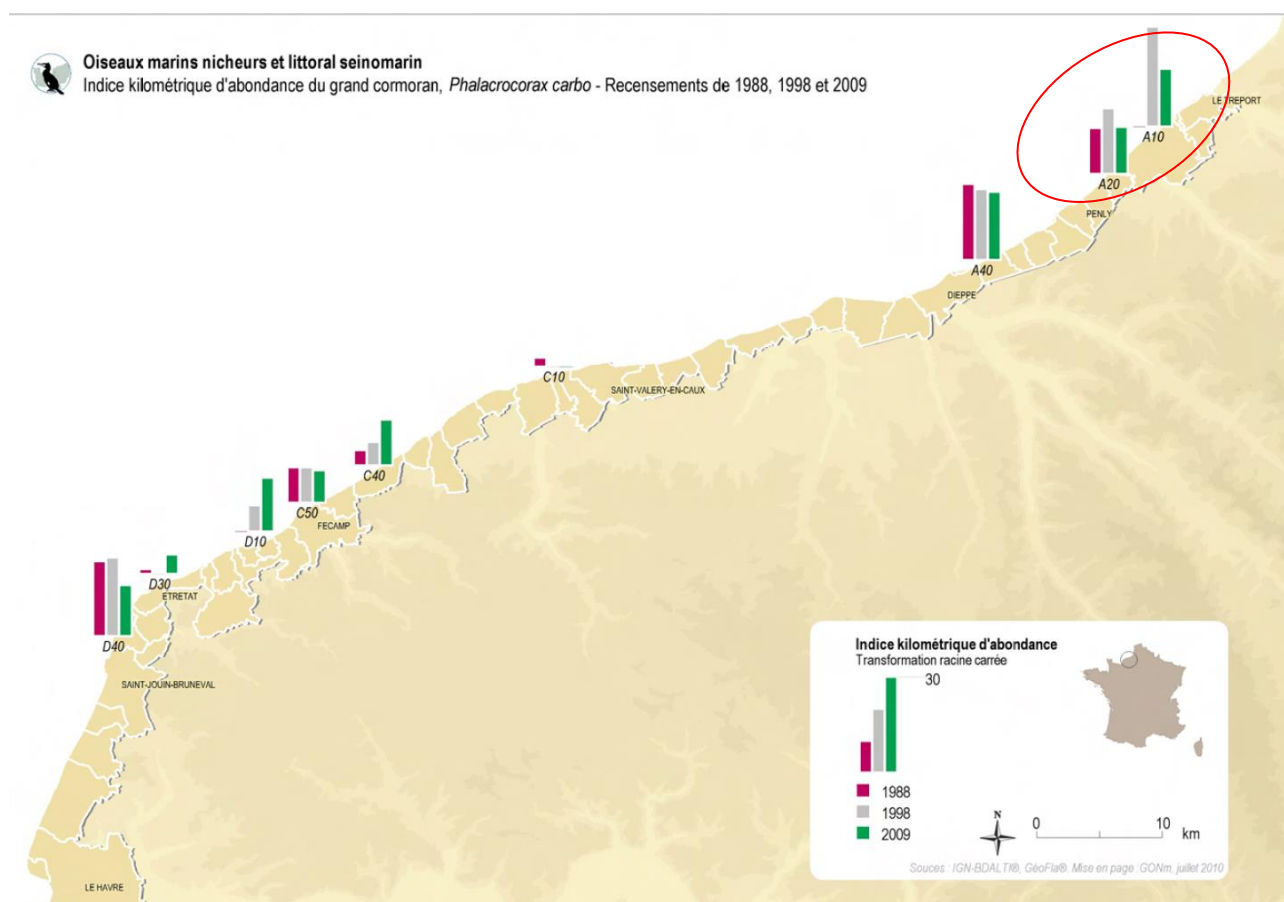 Oiseaux marins nicheurs et littoral seinomarin
Indice kilométrique d'abondance du grand cormoran, Phalacrocorax carbo - Recensements de 1988, 1998 et 2009
LE TREPORT
A10
A20
PENLY
A40
DIEPPE
C10
SAINT-VALERY-EN-CAUX
C40
C50
FECAMP
D10
D30
ETRETAT
D40
SAINT-JOUIN-BRUNEVAL
LE HAVRE
Indice kilométrique d'abondance
Transformation racine carrée
30
1988
1998
2009
N
0 10
km
Souces : IGN-BDALTI®, GéoFla®. Mise en page : GONm, juillet 2010